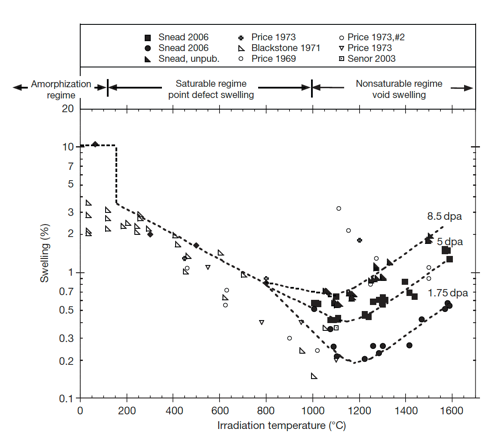 Snead 2006 Price 1973 Price 1973,#2
Snead 2006 Blackstone 1971 Price 1973
Snead, unpub. Price 1969 Senor 2003
Amorphization regime
Saturable regime point defect swelling
Nonsaturable regime void swelling
20
10
7
5
3
2
1
0.7
0.5
0.3
0.2
0.1
Swelling (%)
8.5 dpa
5 dpa
1.75 dpa
0 200 400 600 800 1000 1200 1400 1600
Irradiation temperature (°C)